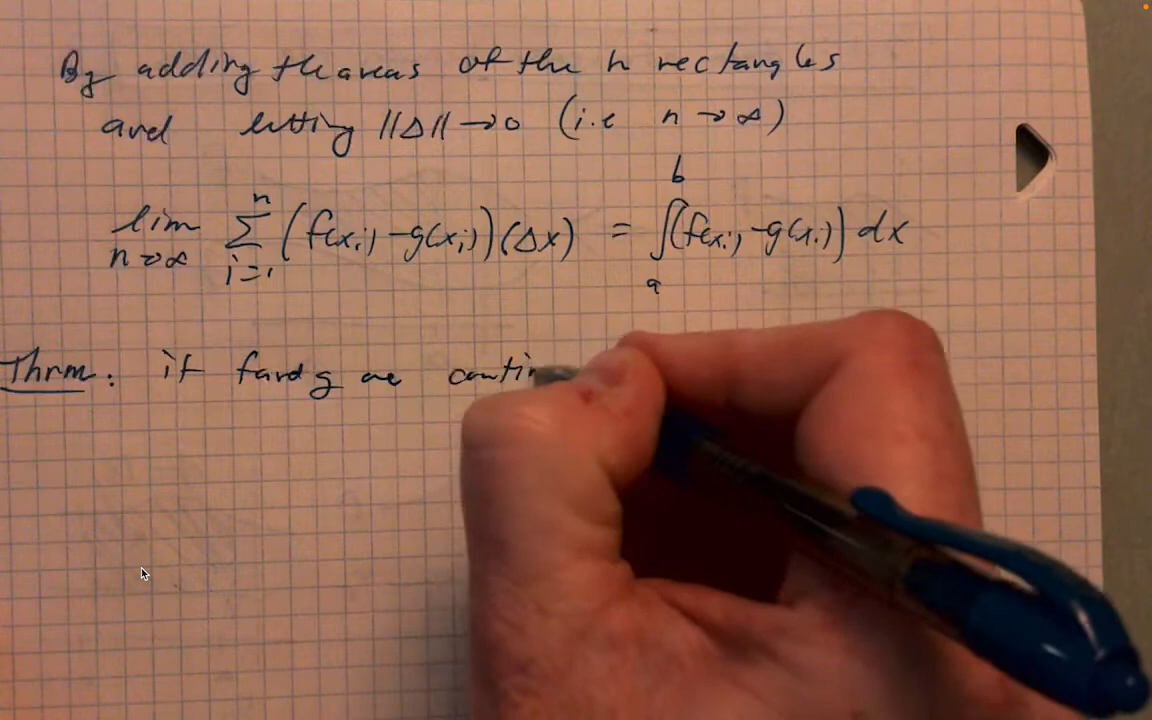 By adding the areas of the n rectangles
and letting ||Δ|| → 0 (i.e n → ∞)
lim n→∞ Σ i=1 n (f(xi) - g(xi))(Δx) = ∫ a b (f(xi) - g(xi)) dx
Thrm: if f and g are contin